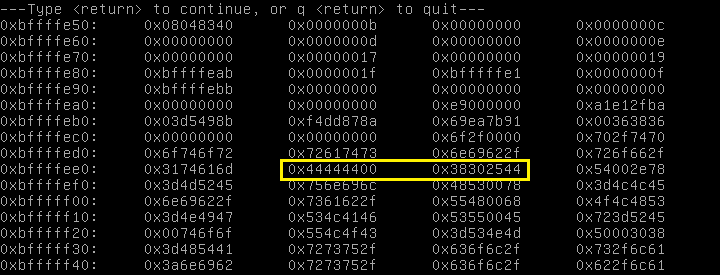 ---Type <return> to continue, or q <return> to quit---
0xbffffe50: 0x08048340 0x0000000b 0x00000000 0x0000000c
0xbffffe60: 0x00000000 0x0000000d 0x00000000 0x0000000e
0xbffffe70: 0x00000000 0x00000017 0x00000000 0x00000019
0xbffffe80: 0xbffffeab 0x0000001f 0xbfffffe1 0x0000000f
0xbffffe90: 0xbffffebb 0x00000000 0x00000000 0x00000000
0xbffffea0: 0x00000000 0x00000000 0xe9000000 0xa1e12fba
0xbffffeb0: 0x03d5498b 0xf4dd878a 0x69ea7b91 0x00363836
0xbffffec0: 0x00000000 0x00000000 0x6f2f0000 0x702f7470
0xbffffed0: 0x6f746f72 0x72617473 0x6e69622f 0x726f662f
0xbffffee0: 0x3174616d 0x44444400 0x38302544 0x54002e78
0xbffffef0: 0x3d4d5245 0x756e696c 0x48530078 0x3d4c4c45
0xbfffff00: 0x6e69622f 0x7361622f 0x55480068 0x4f4c4853
0xbfffff10: 0x3d4e4947 0x534c4146 0x53550045 0x723d5245
0xbfffff20: 0x00746f6f 0x554c4f43 0x3d534e4d 0x50003038
0xbfffff30: 0x3d485441 0x7273752f 0x636f6c2f 0x732f6c61
0xbfffff40: 0x3a6e6962 0x7273752f 0x636f6c2f 0x622f6c61